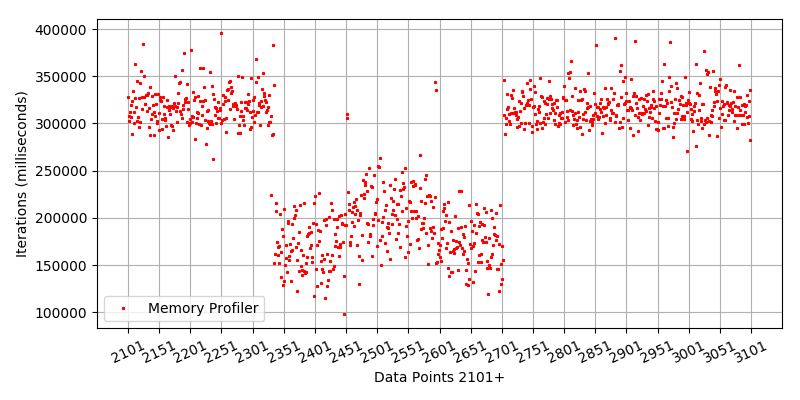 400000
350000
300000
250000
200000
150000
100000
Iterations (milliseconds)
Memory Profiler
2101 2151 2201 2251 2301 2351 2401 2451 2501 2551 2601 2651 2701 2751 2801 2851 2901 2951 3001 3051 3101
Data Points 2101+